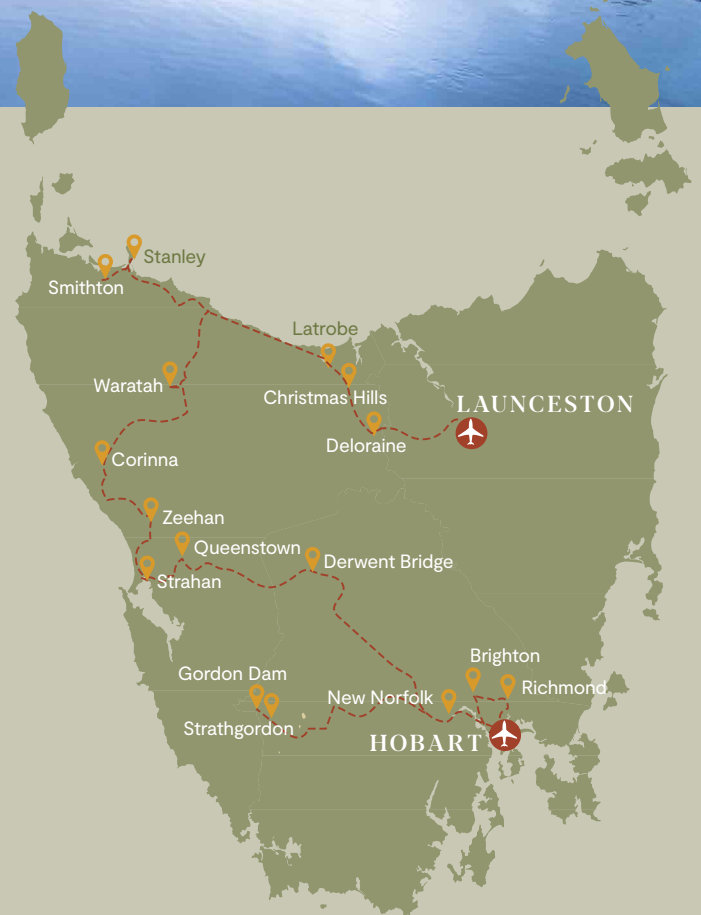 Stanley
Smithton
Latrobe
Waratah
Christmas Hills
LAUNCESTON
Deloraine
Corinna
Zeehan
Queenstown
Derwent Bridge
Strahan
Brighton
Gordon Dam
Richmond
New Norfolk
Strathgordon
HOBART